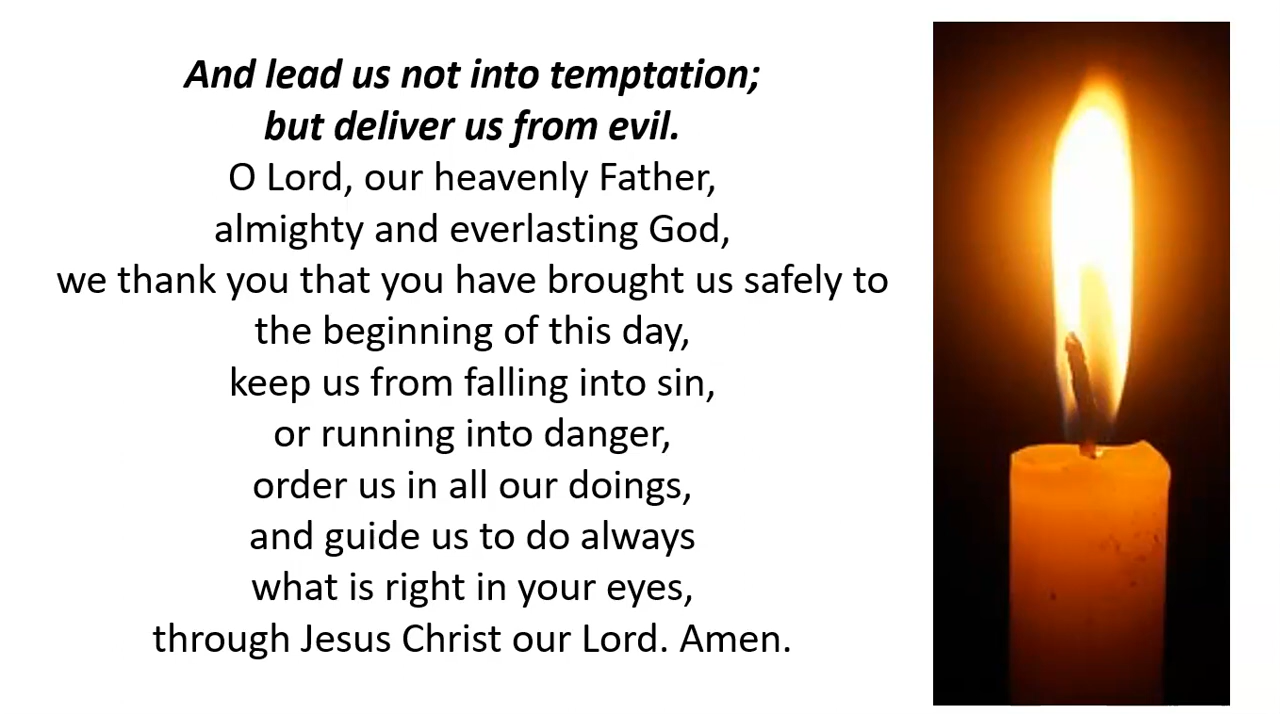 And lead us not into temptation;
but deliver us from evil.
O Lord, our heavenly Father,
almighty and everlasting God,
we thank you that you have brought us safely to
the beginning of this day,
keep us from falling into sin,
or running into danger,
order us in all our doings,
and guide us to do always
what is right in your eyes,
through Jesus Christ our Lord. Amen.